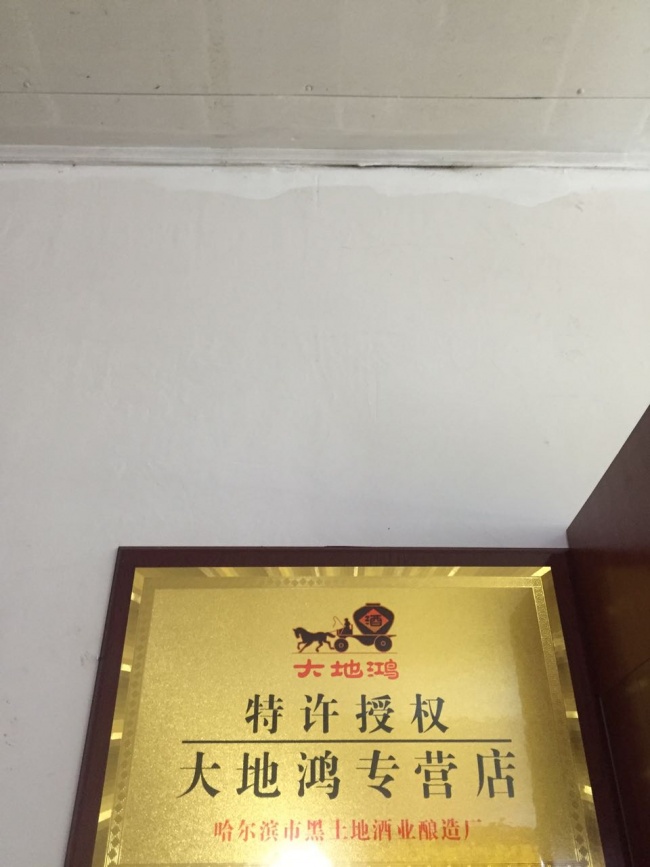 酒
大地鸿
特许授权
大地鸿专营店
哈尔滨市黑土地酒业酿造厂